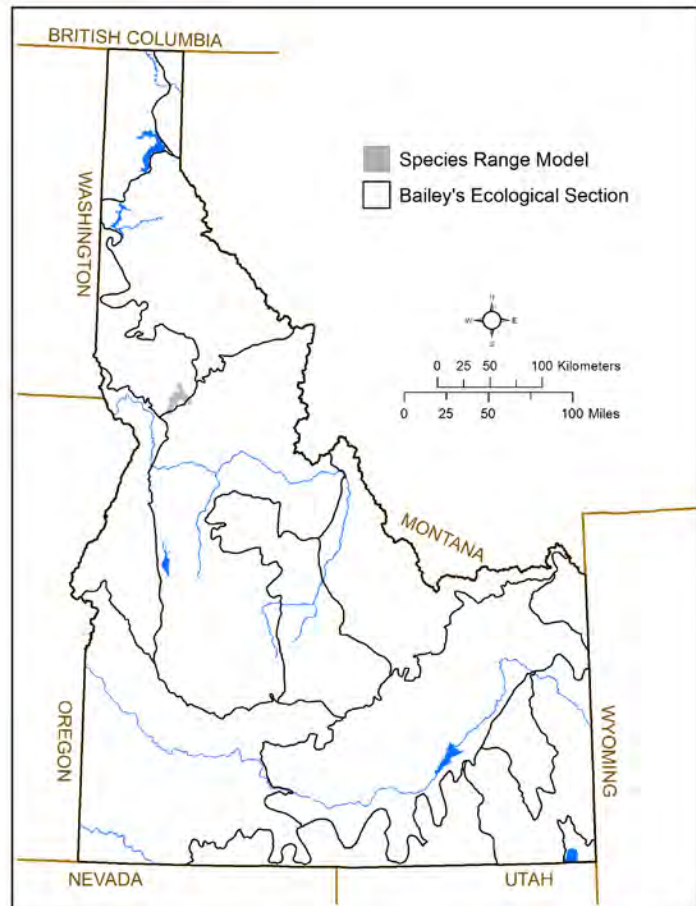 BRITISH COLUMBIA
WASHINGTON
Species Range Model
Bailey's Ecological Section
N
W E
S
0 25 50 100 Kilometers
0 25 50 100 Miles
MONTANA
OREGON
WYOMING
NEVADA
UTAH